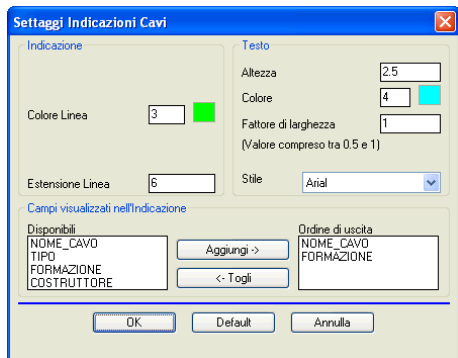 Settaggi Indicazioni Cavi
Indicazione
Colore Linea 3
Estensione Linea 6
Testo
Altezza 2.5
Colore 4
Fattore di larghezza 1
(Valore compreso tra 0.5 e 1)
Stile Arial
Campi visualizzati nell'Indicazione
Disponibili
NOME_CAVO
TIPO
FORMAZIONE
COSTRUTTORE
Aggiungi ->
<- Togli
Ordine di uscita
NOME_CAVO
FORMAZIONE
OK Default Annulla